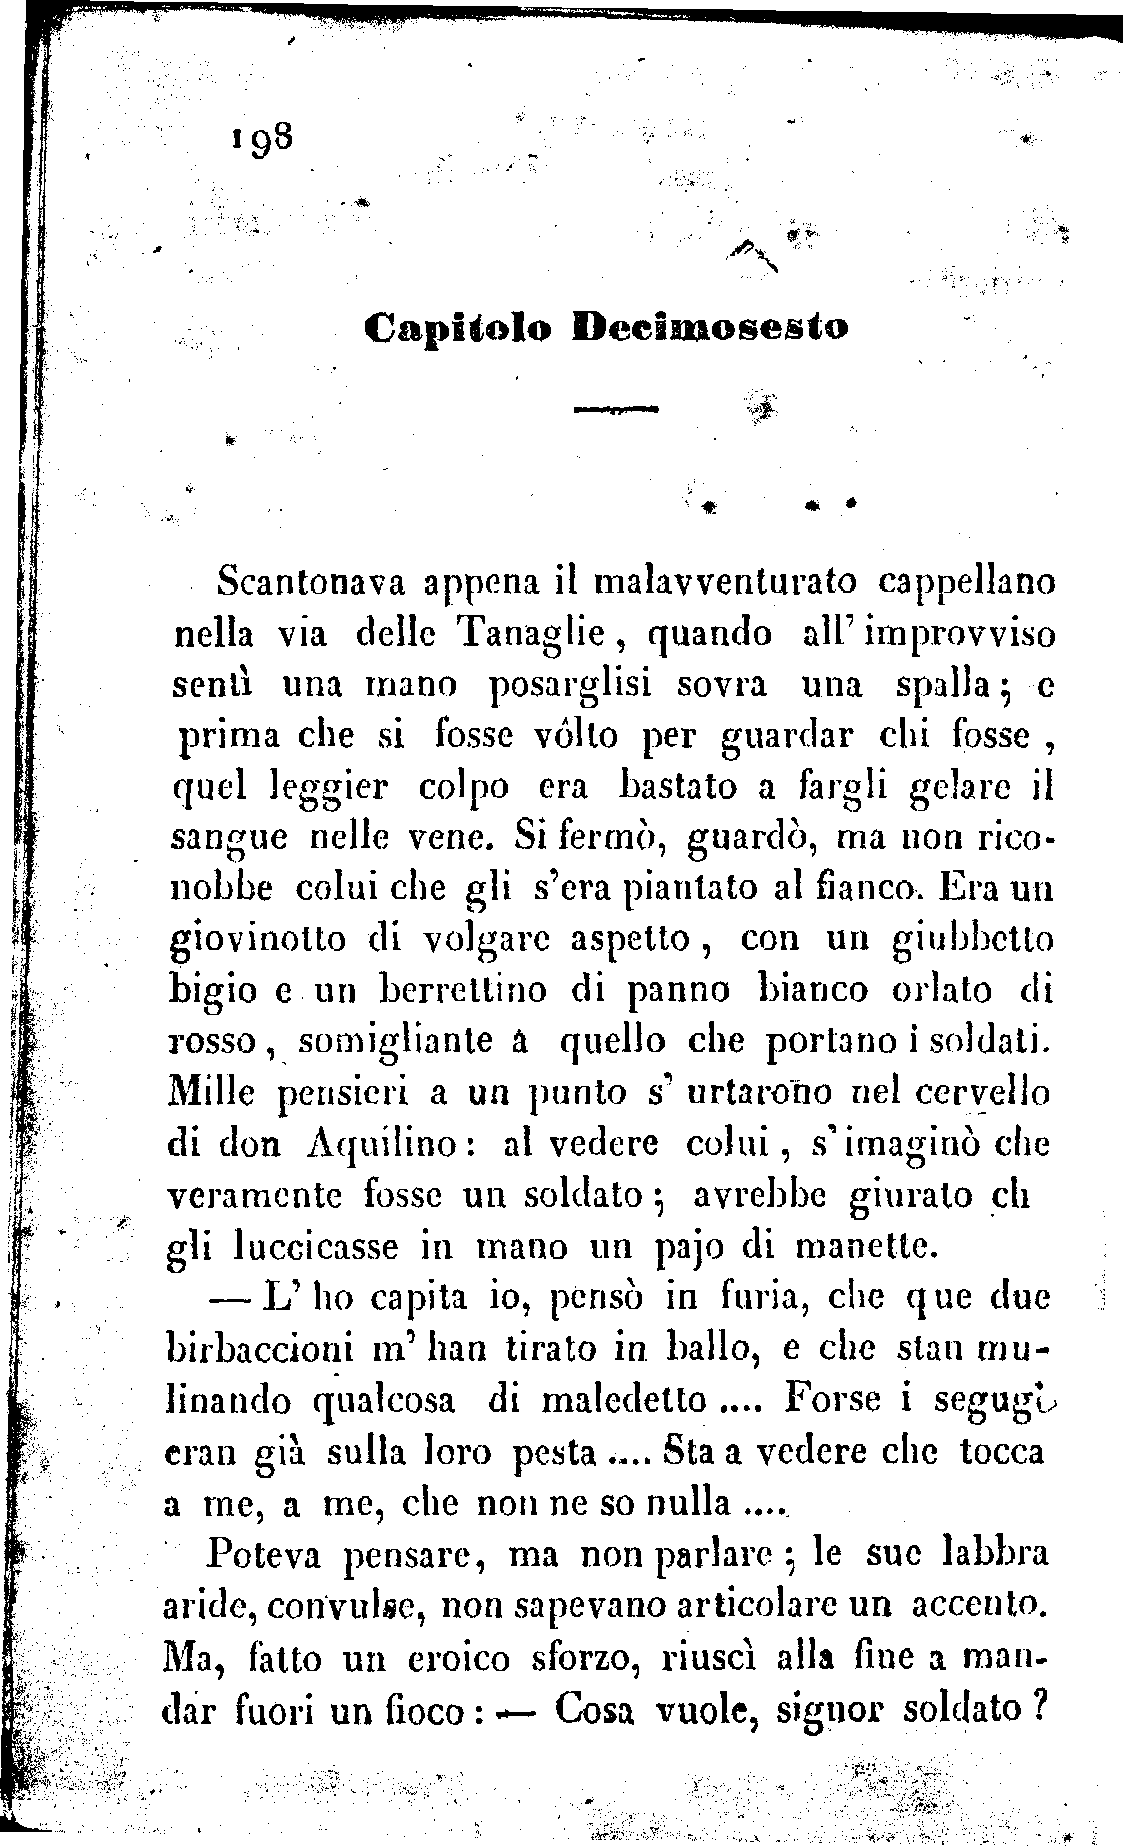 198
Capitolo Decimosesto
Scantonava appena il malavventurato cappellano
nella via delle Tanaglie, quando all' improvviso
sentì una mano posarglisi sovra una spalla; e
prima che si fosse vôlto per guardar chi fosse,
quel leggier colpo era bastato a fargli gelare il
sangue nelle vene. Si fermò, guardò, ma non rico-
nobbe colui che gli s'era piantato al fianco. Era un
giovinotto di volgare aspetto, con un giubbetto
bigio e un berrettino di panno bianco orlato di
rosso, somigliante a quello che portano i soldati.
Mille pensieri a un punto s' urtarono nel cervello
di don Aquilino: al vedere colui, s'imaginò che
veramente fosse un soldato; avrebbe giurato ch
gli luccicasse in mano un pajo di manette.
— L' ho capita io, pensò in furia, che que due
birbaccioni m' han tirato in ballo, e che stan mu-
linando qualcosa di maledetto .... Forse i segugi
eran già sulla loro pesta .... Sta a vedere che tocca
a me, a me, che non ne so nulla ....
Poteva pensare, ma non parlare; le sue labbra
aride, convulse, non sapevano articolare un accento.
Ma, fatto un eroico sforzo, riuscì alla fine a man-
dar fuori un fioco: — Cosa vuole, signor soldato?